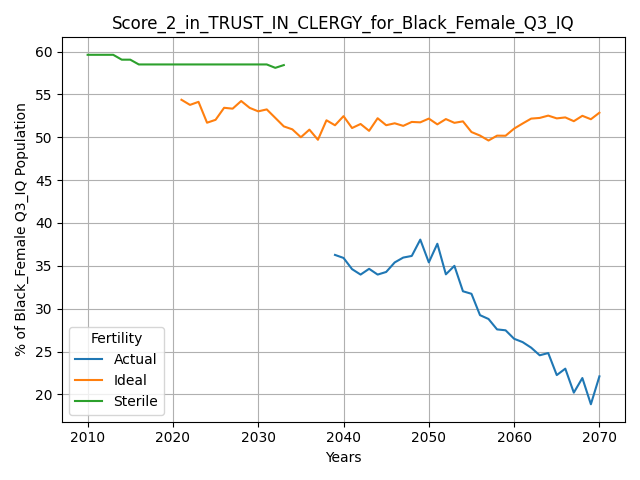 Score_2_in_TRUST_IN_CLERGY_for_Black_Female_Q3_IQ
% of Black_Female Q3_IQ Population
60
55
50
45
40
35
30
25
20
Fertility
Actual
Ideal
Sterile
2010 2020 2030 2040 2050 2060 2070
Years